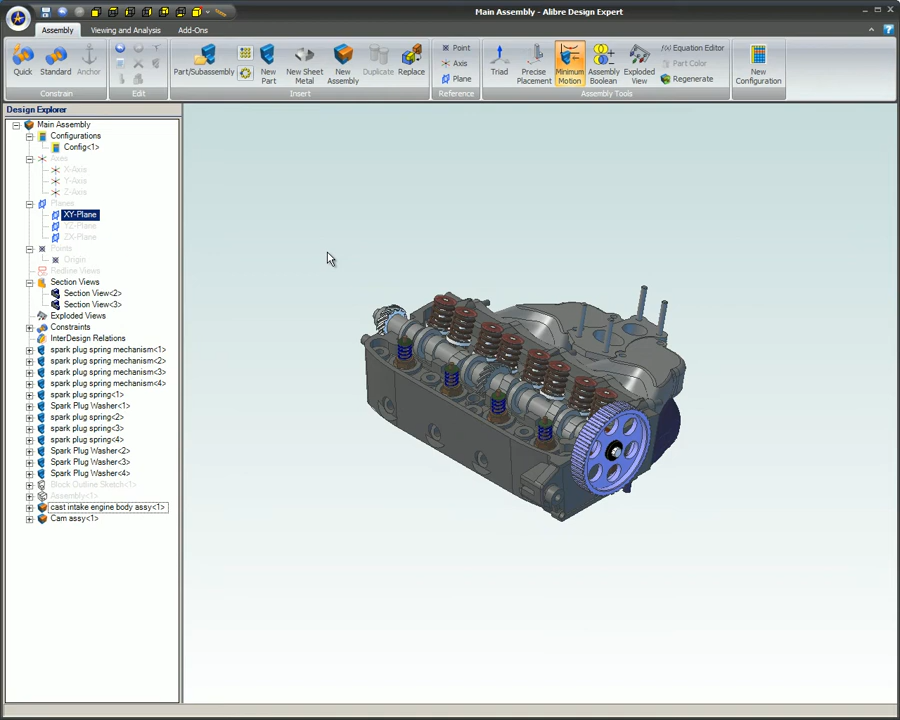 Main Assembly - Alibre Design Expert
Assembly
Viewing and Analysis
Add-Ons
Quick
Standard
Anchor
Constrain
Edit
Part/Subassembly
New Part
New Sheet Metal
New Assembly
Duplicate
Replace
Insert
Point
Axis
Plane
Reference
Triad
Precise Placement
Minimum Motion
Assembly Boolean
Exploded View
Equation Editor
Part Color
Regenerate
Assembly Tools
New Configuration
Design Explorer
Main Assembly
Configurations
Config<1>
Axes
X-Axis
Y-Axis
Z-Axis
Planes
XY-Plane
YZ-Plane
ZX-Plane
Points
Origin
Redline Views
Section Views
Section View<2>
Section View<3>
Exploded Views
Constraints
InterDesign Relations
spark plug spring mechanism<1>
spark plug spring mechanism<2>
spark plug spring mechanism<3>
spark plug spring mechanism<4>
spark plug spring<1>
Spark Plug Washer<1>
spark plug spring<2>
spark plug spring<3>
spark plug spring<4>
Spark Plug Washer<2>
Spark Plug Washer<3>
Spark Plug Washer<4>
Block Outline Sketch<1>
Assembly<1>
cast intake engine body assy<1>
Cam assy<1>